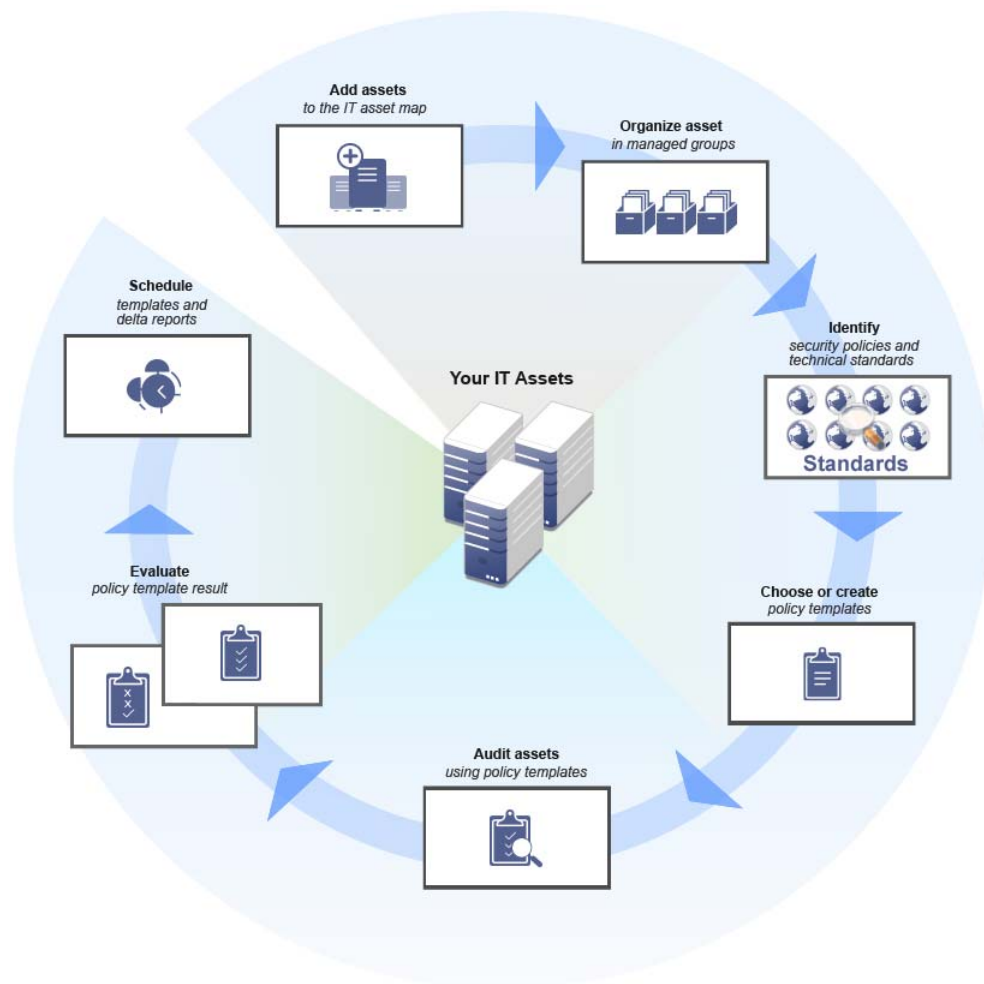 Add assets
to the IT asset map
Organize asset
in managed groups
Identify
security policies and
technical standards
Standards
Choose or create
policy templates
Audit assets
using policy templates
Evaluate
policy template result
Schedule
templates and
delta reports
Your IT Assets